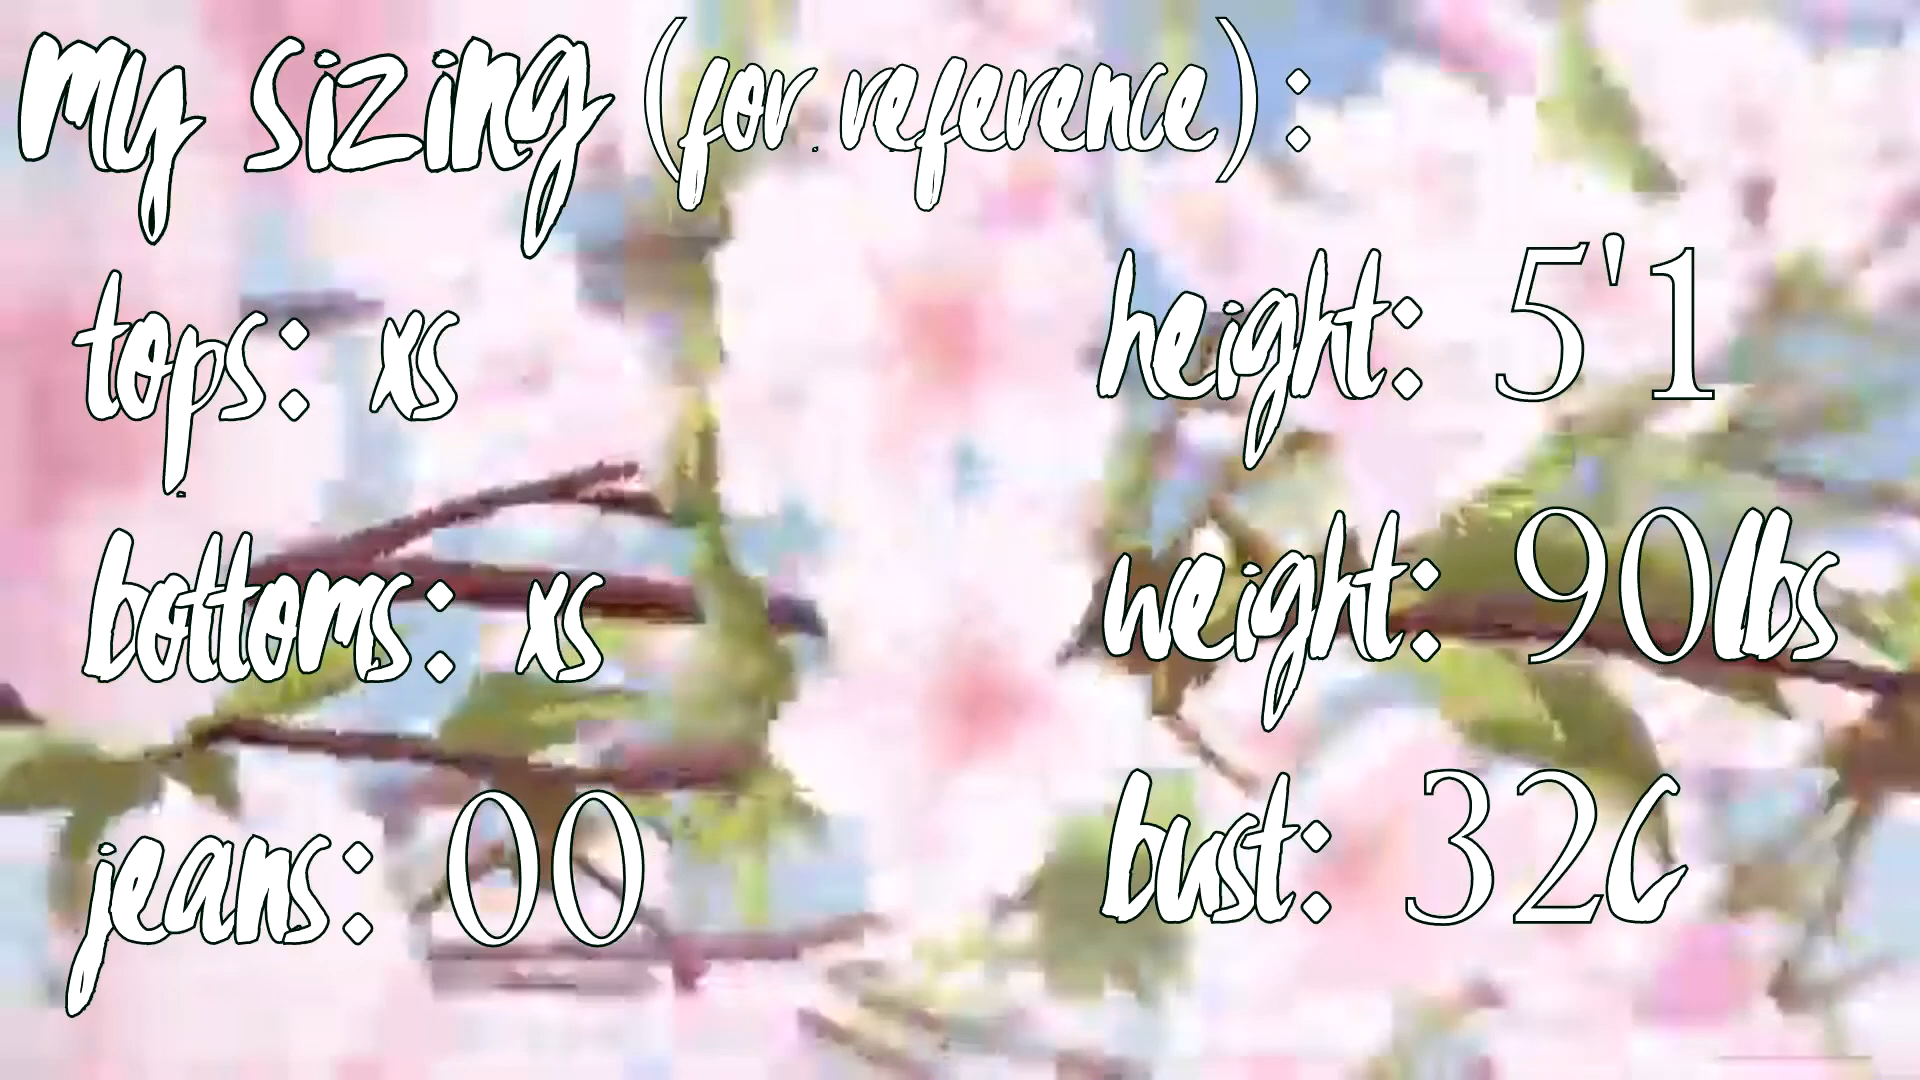 my sizing (for reference):
tops: xs
bottoms: xs
jeans: 00
height: 5'1
weight: 90lbs
bust: 32C